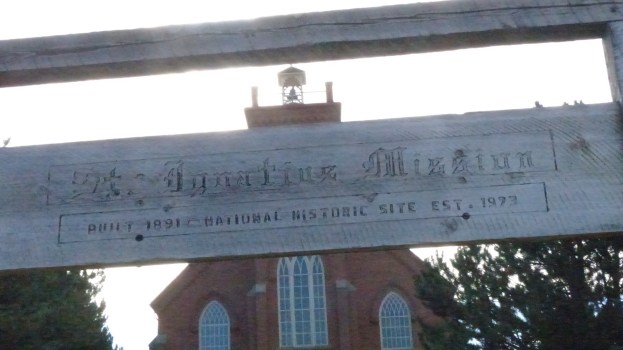 St. Ignatius Mission
BUILT 1891 - NATIONAL HISTORIC SITE EST. 1973